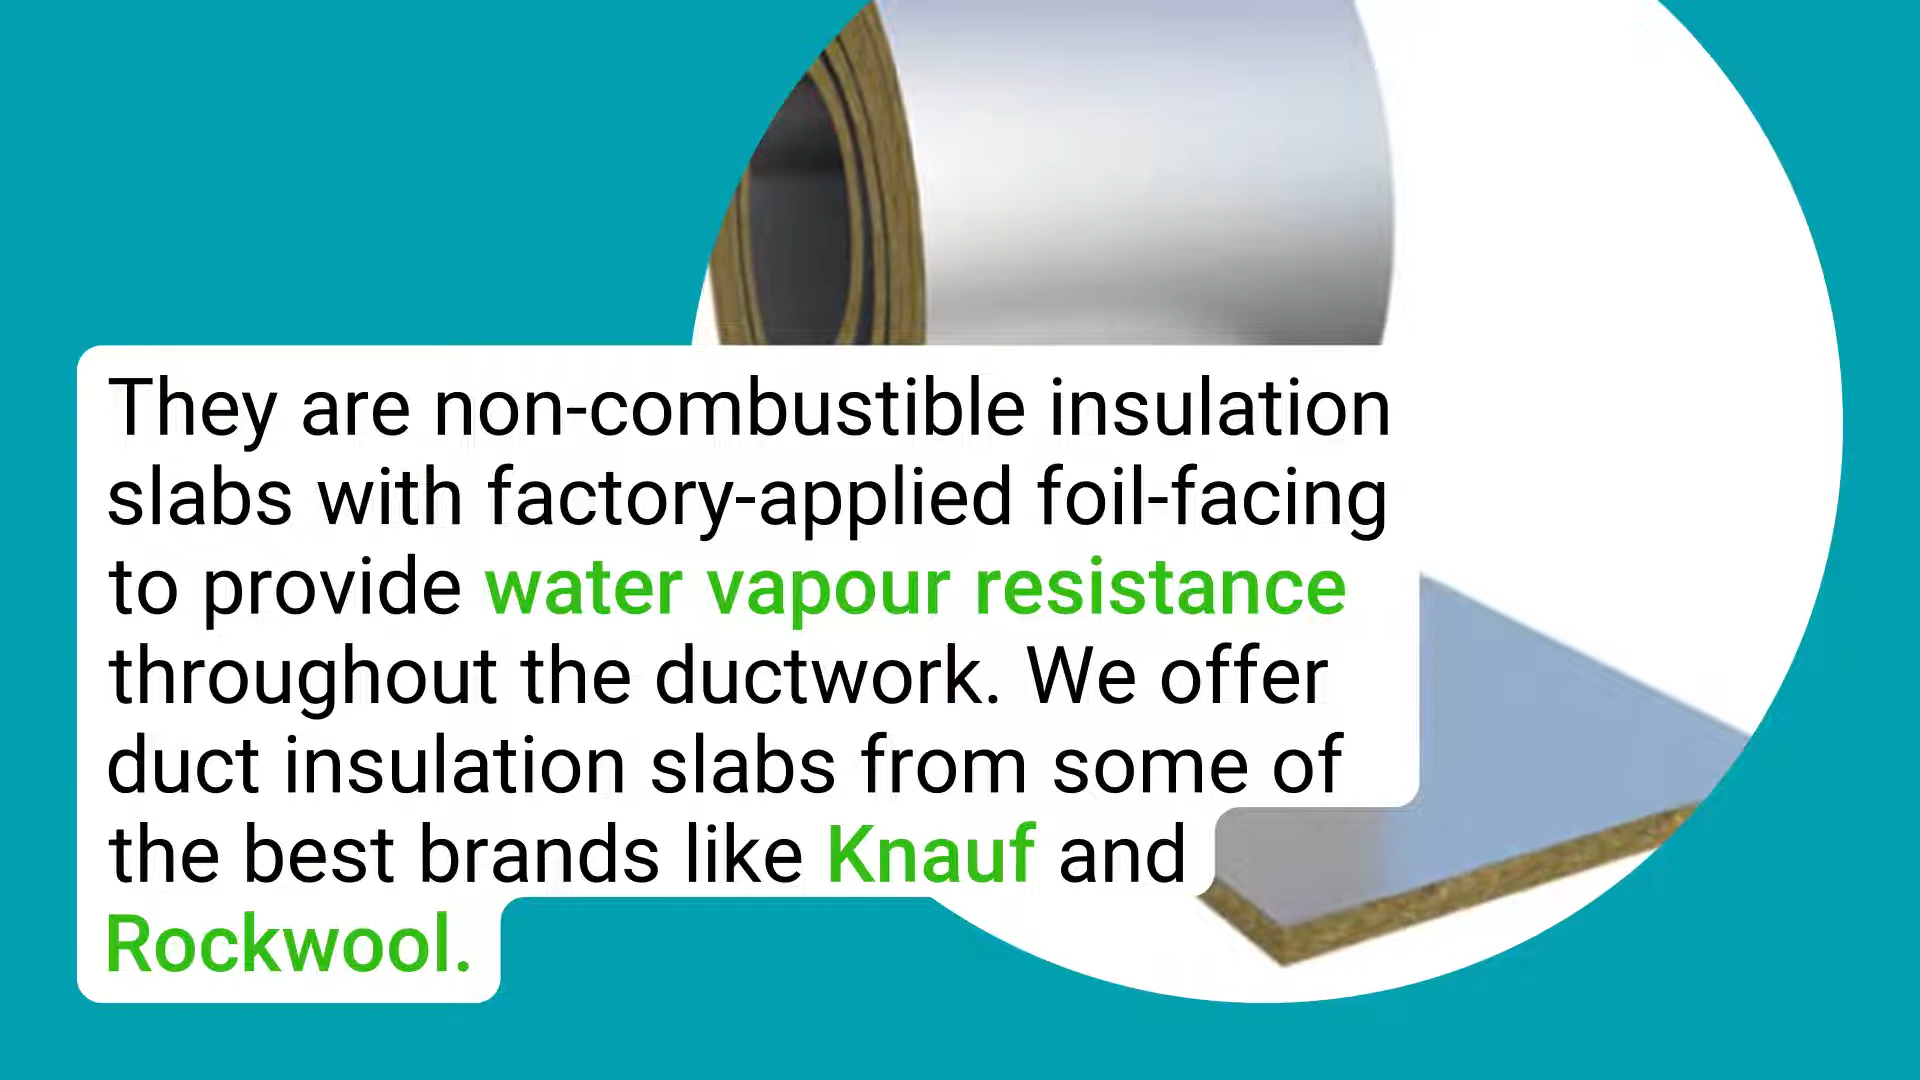 They are non-combustible insulation
slabs with factory-applied foil-facing
to provide water vapour resistance
throughout the ductwork. We offer
duct insulation slabs from some of
the best brands like Knauf and
Rockwool.